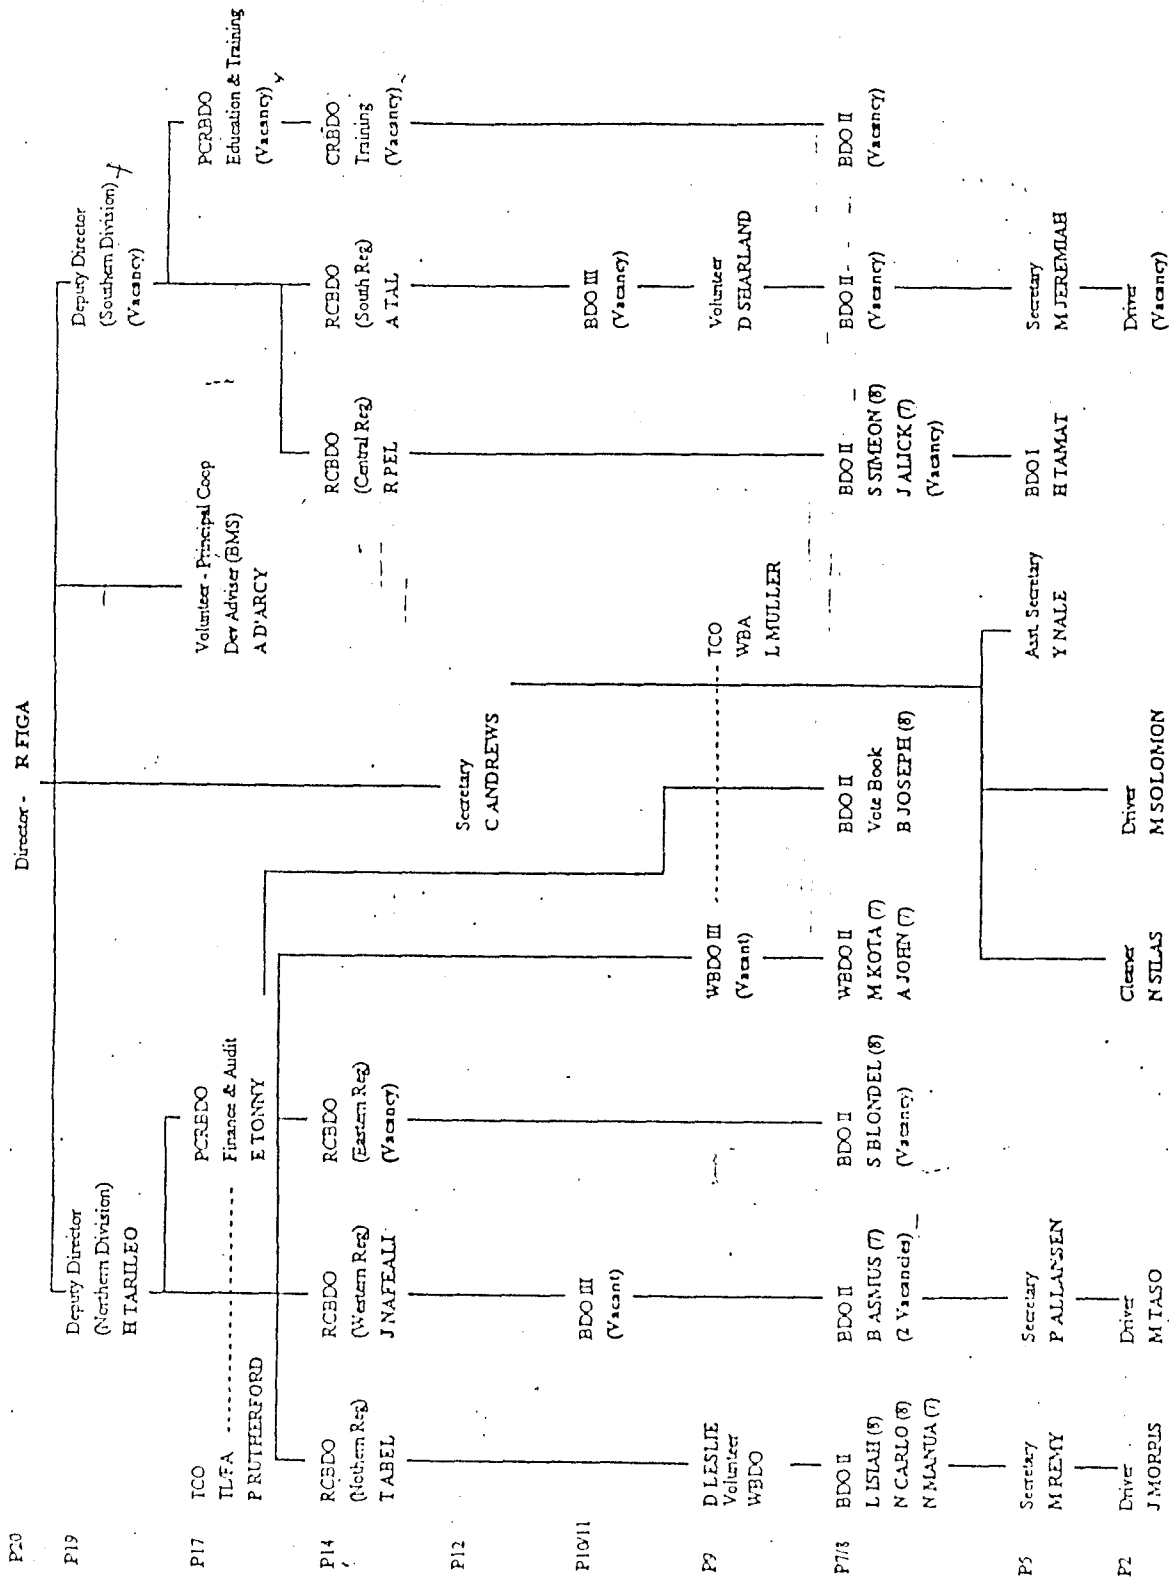 P20
Director - R FIGA
P19
Deputy Director
(Northern Division)
H TARILEO
Deputy Director
(Southern Division)
(Vacancy)
P17
TCO
TL/FA
P RUTHERFORD
PCRBDO
Finance & Audit
E TONNY
Volunteer - Principal Coop
Dev Adviser (BMS)
A D'ARCY
PCRBDO
Education & Training
(Vacancy)
P14
RCBDO
(Nothern Reg)
T ABEL
RCBDO
(Western Reg)
J NAFEALI
RCBDO
(Eastern Reg)
(Vacancy)
RCBDO
(Central Reg)
R PEL
RCBDO
(South Reg)
A TAL
CRBDO
Training
(Vacancy)
P12
Secretary
C ANDREWS
P10/11
BDO III
(Vacant)
BDO III
(Vacancy)
P9
D LESLIE
Volunteer
WBDO
WBDO III
(Vacant)
TCO
WBA
L MULLER
Volunteer
D SHARLAND
P7/8
BDO II
L ISIAH (8)
N CARLO (8)
N MANUA (7)
BDO II
B ASMUS (7)
(2 Vacancies)
BDO II
S BLONDEL (8)
(Vacancy)
WBDO II
M KOTA (7)
A JOHN (7)
BDO II
Vote Book
B JOSEPH (8)
BDO II
S SIMEON (8)
J ALICK (7)
(Vacancy)
BDO II
(Vacancy)
BDO II
(Vacancy)
P5
Secretary
M REMY
Secretary
P ALLANSEN
Asst. Secretary
Y NALE
BDO I
H TAMAT
Secretary
M JEREMIAH
P2
Driver
J MORRIS
Driver
M TASO
Cleaner
N SILAS
Driver
M SOLOMON
Driver
(Vacancy)